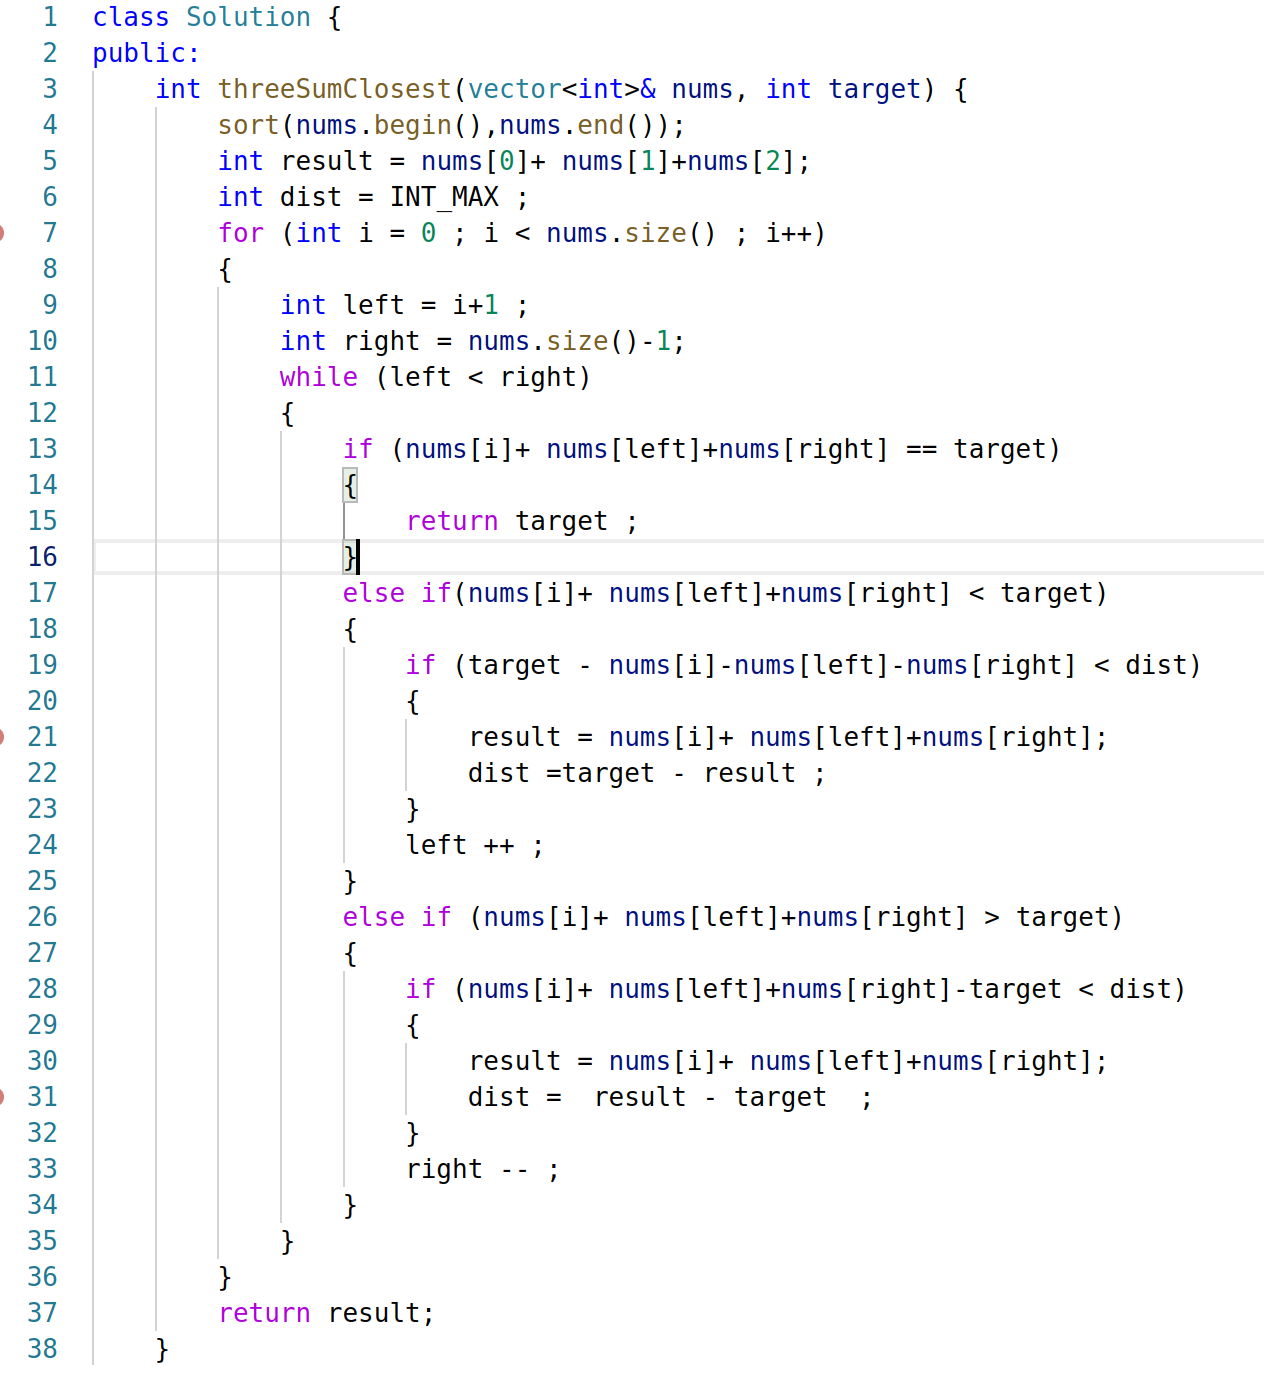 1 class Solution {
2 public:
3     int threeSumClosest(vector<int>& nums, int target) {
4         sort(nums.begin(),nums.end());
5         int result = nums[0]+ nums[1]+nums[2];
6         int dist = INT_MAX ;
7         for (int i = 0 ; i < nums.size() ; i++)
8         {
9             int left = i+1 ;
10             int right = nums.size()-1;
11             while (left < right)
12             {
13                 if (nums[i]+ nums[left]+nums[right] == target)
14                 {
15                     return target ;
16                 }
17                 else if(nums[i]+ nums[left]+nums[right] < target)
18                 {
19                     if (target - nums[i]-nums[left]-nums[right] < dist)
20                     {
21                         result = nums[i]+ nums[left]+nums[right];
22                         dist =target - result ;
23                     }
24                     left ++ ;
25                 }
26                 else if (nums[i]+ nums[left]+nums[right] > target)
27                 {
28                     if (nums[i]+ nums[left]+nums[right]-target < dist)
29                     {
30                         result = nums[i]+ nums[left]+nums[right];
31                         dist =  result - target  ;
32                     }
33                     right -- ;
34                 }
35             }
36         }
37         return result;
38     }